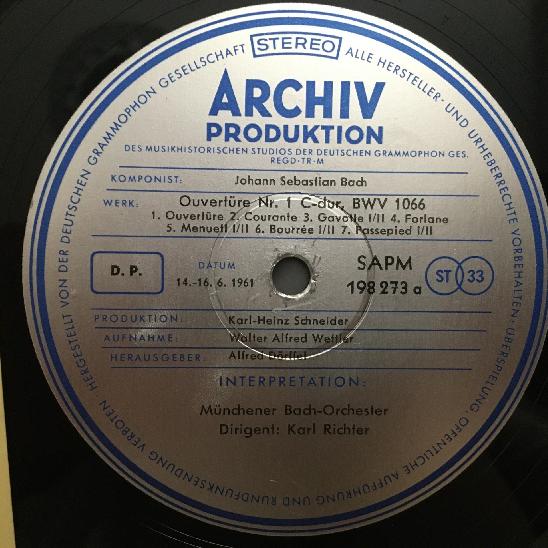 HERGESTELLT VON DER DEUTSCHEN GRAMMOPHON GESELLSCHAFT STEREO ALLE HERSTELLER- UND URHEBERRECHTE VORBEHALTEN · ÜBERSPIELUNG, ÖFFENTLICHE AUFFÜHRUNG UND RUNDFUNKSENDUNG VERBOTEN
ARCHIV
PRODUKTION
DES MUSIKHISTORISCHEN STUDIOS DER DEUTSCHEN GRAMMOPHON GES.
REGD·TR·M
KOMPONIST: Johann Sebastian Bach
WERK: Ouvertüre Nr. 1 C-dur, BWV 1066
1. Ouvertüre 2. Courante 3. Gavotte I/II 4. Forlane
5. Menuett I/II 6. Bourrée I/II 7. Passepied I/II
D. P. DATUM SAPM ST 33
14.-16. 6. 1961 198 273 a
PRODUKTION: Karl-Heinz Schneider
AUFNAHME: Walter Alfred Wettler
HERAUSGEBER: Alfred Dörffel
INTERPRETATION:
Münchener Bach-Orchester
Dirigent: Karl Richter